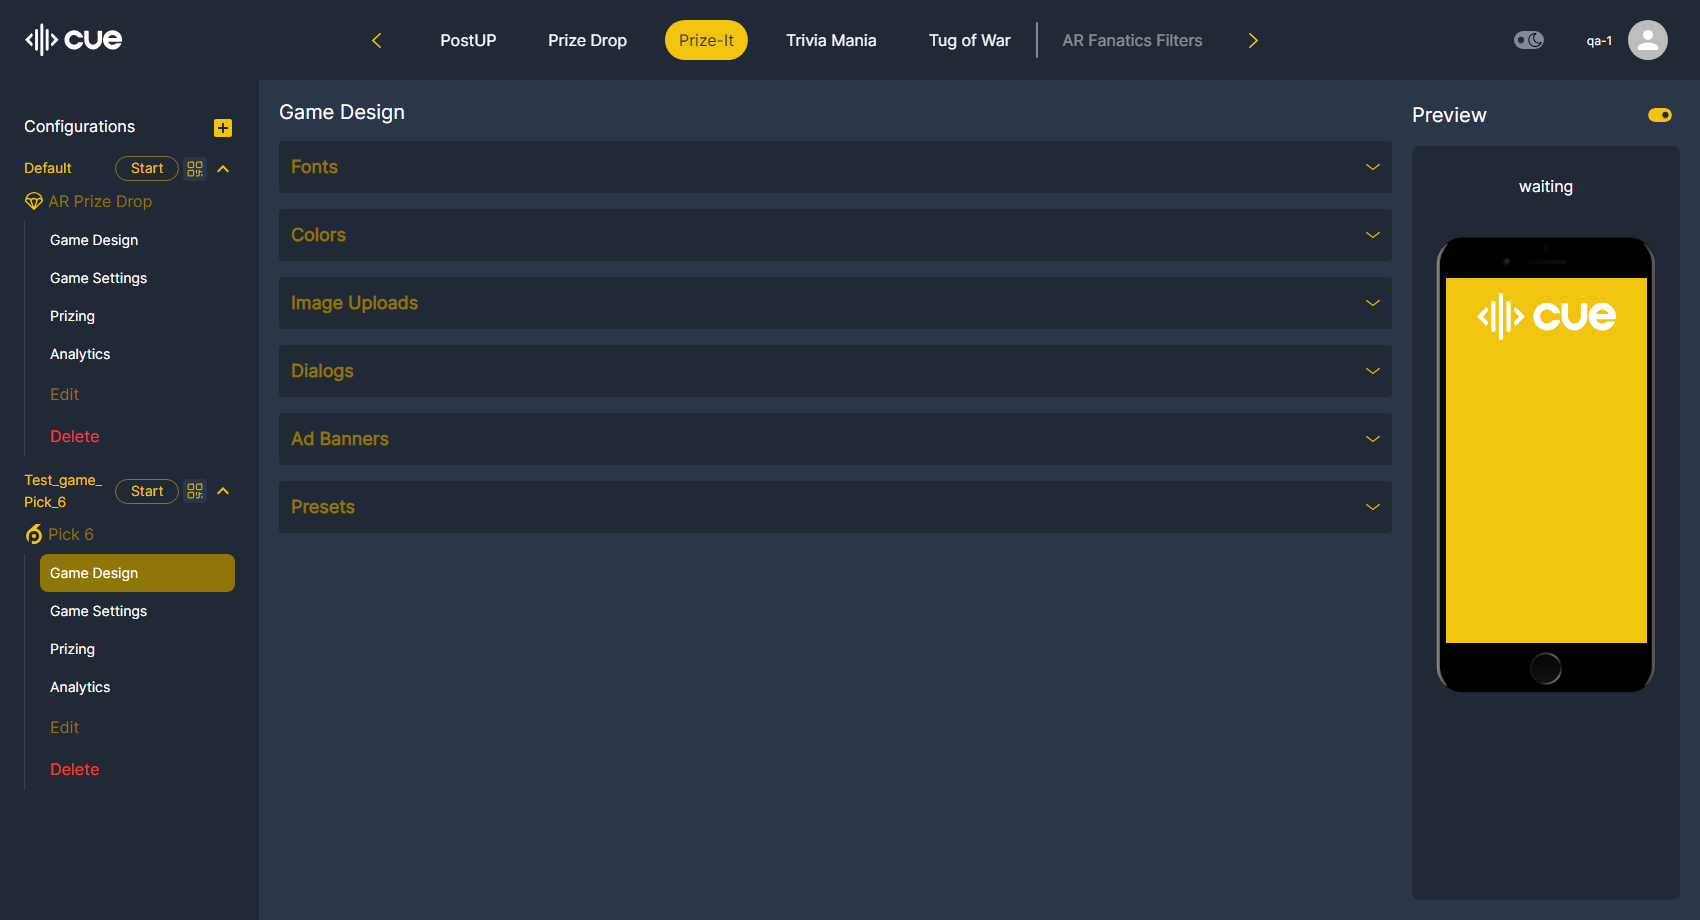 cue
PostUP
Prize Drop
Prize-It
Trivia Mania
Tug of War
AR Fanatics Filters
qa-1
Configurations
Default
Start
AR Prize Drop
Game Design
Game Settings
Prizing
Analytics
Edit
Delete
Test_game_
Pick_6
Start
Pick 6
Game Design
Game Settings
Prizing
Analytics
Edit
Delete
Game Design
Fonts
Colors
Image Uploads
Dialogs
Ad Banners
Presets
Preview
waiting
cue